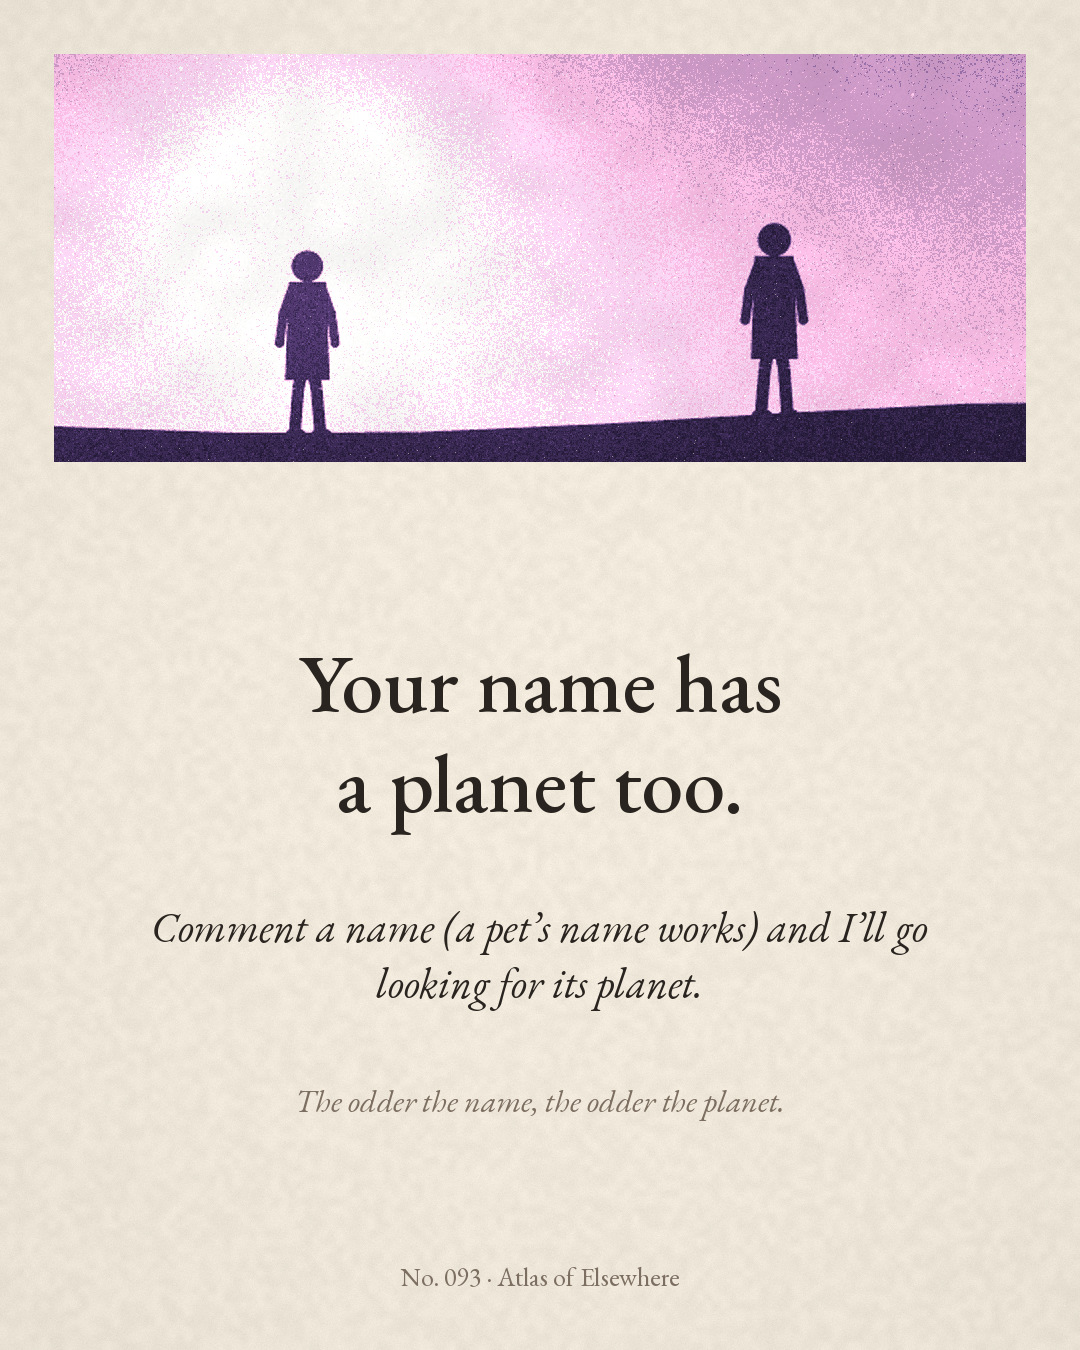 Your name has
a planet too.
Comment a name (a pet’s name works) and I’ll go
looking for its planet.
The odder the name, the odder the planet.
No. 093 · Atlas of Elsewhere